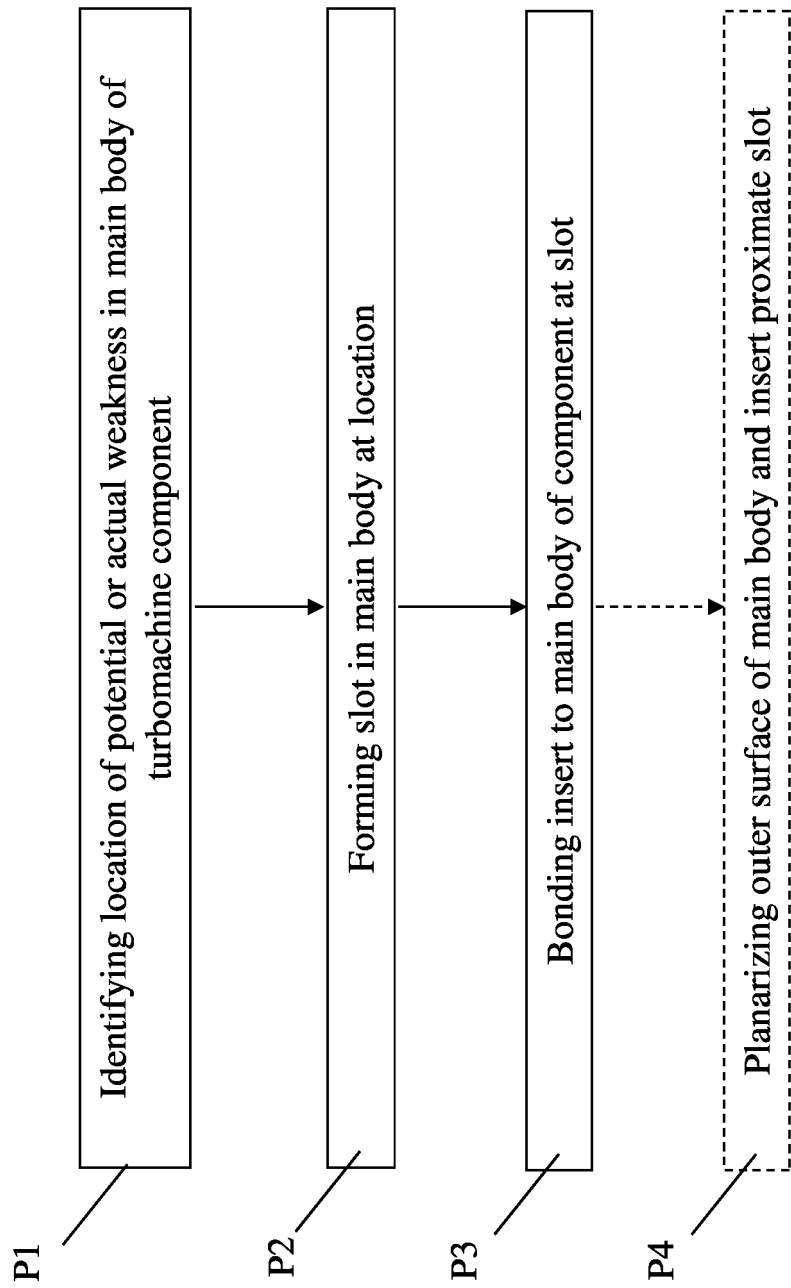 P1
Identifying location of potential or actual weakness in main body of
turbomachine component
P2
Forming slot in main body at location
P3
Bonding insert to main body of component at slot
P4
Planarizing outer surface of main body and insert proximate slot